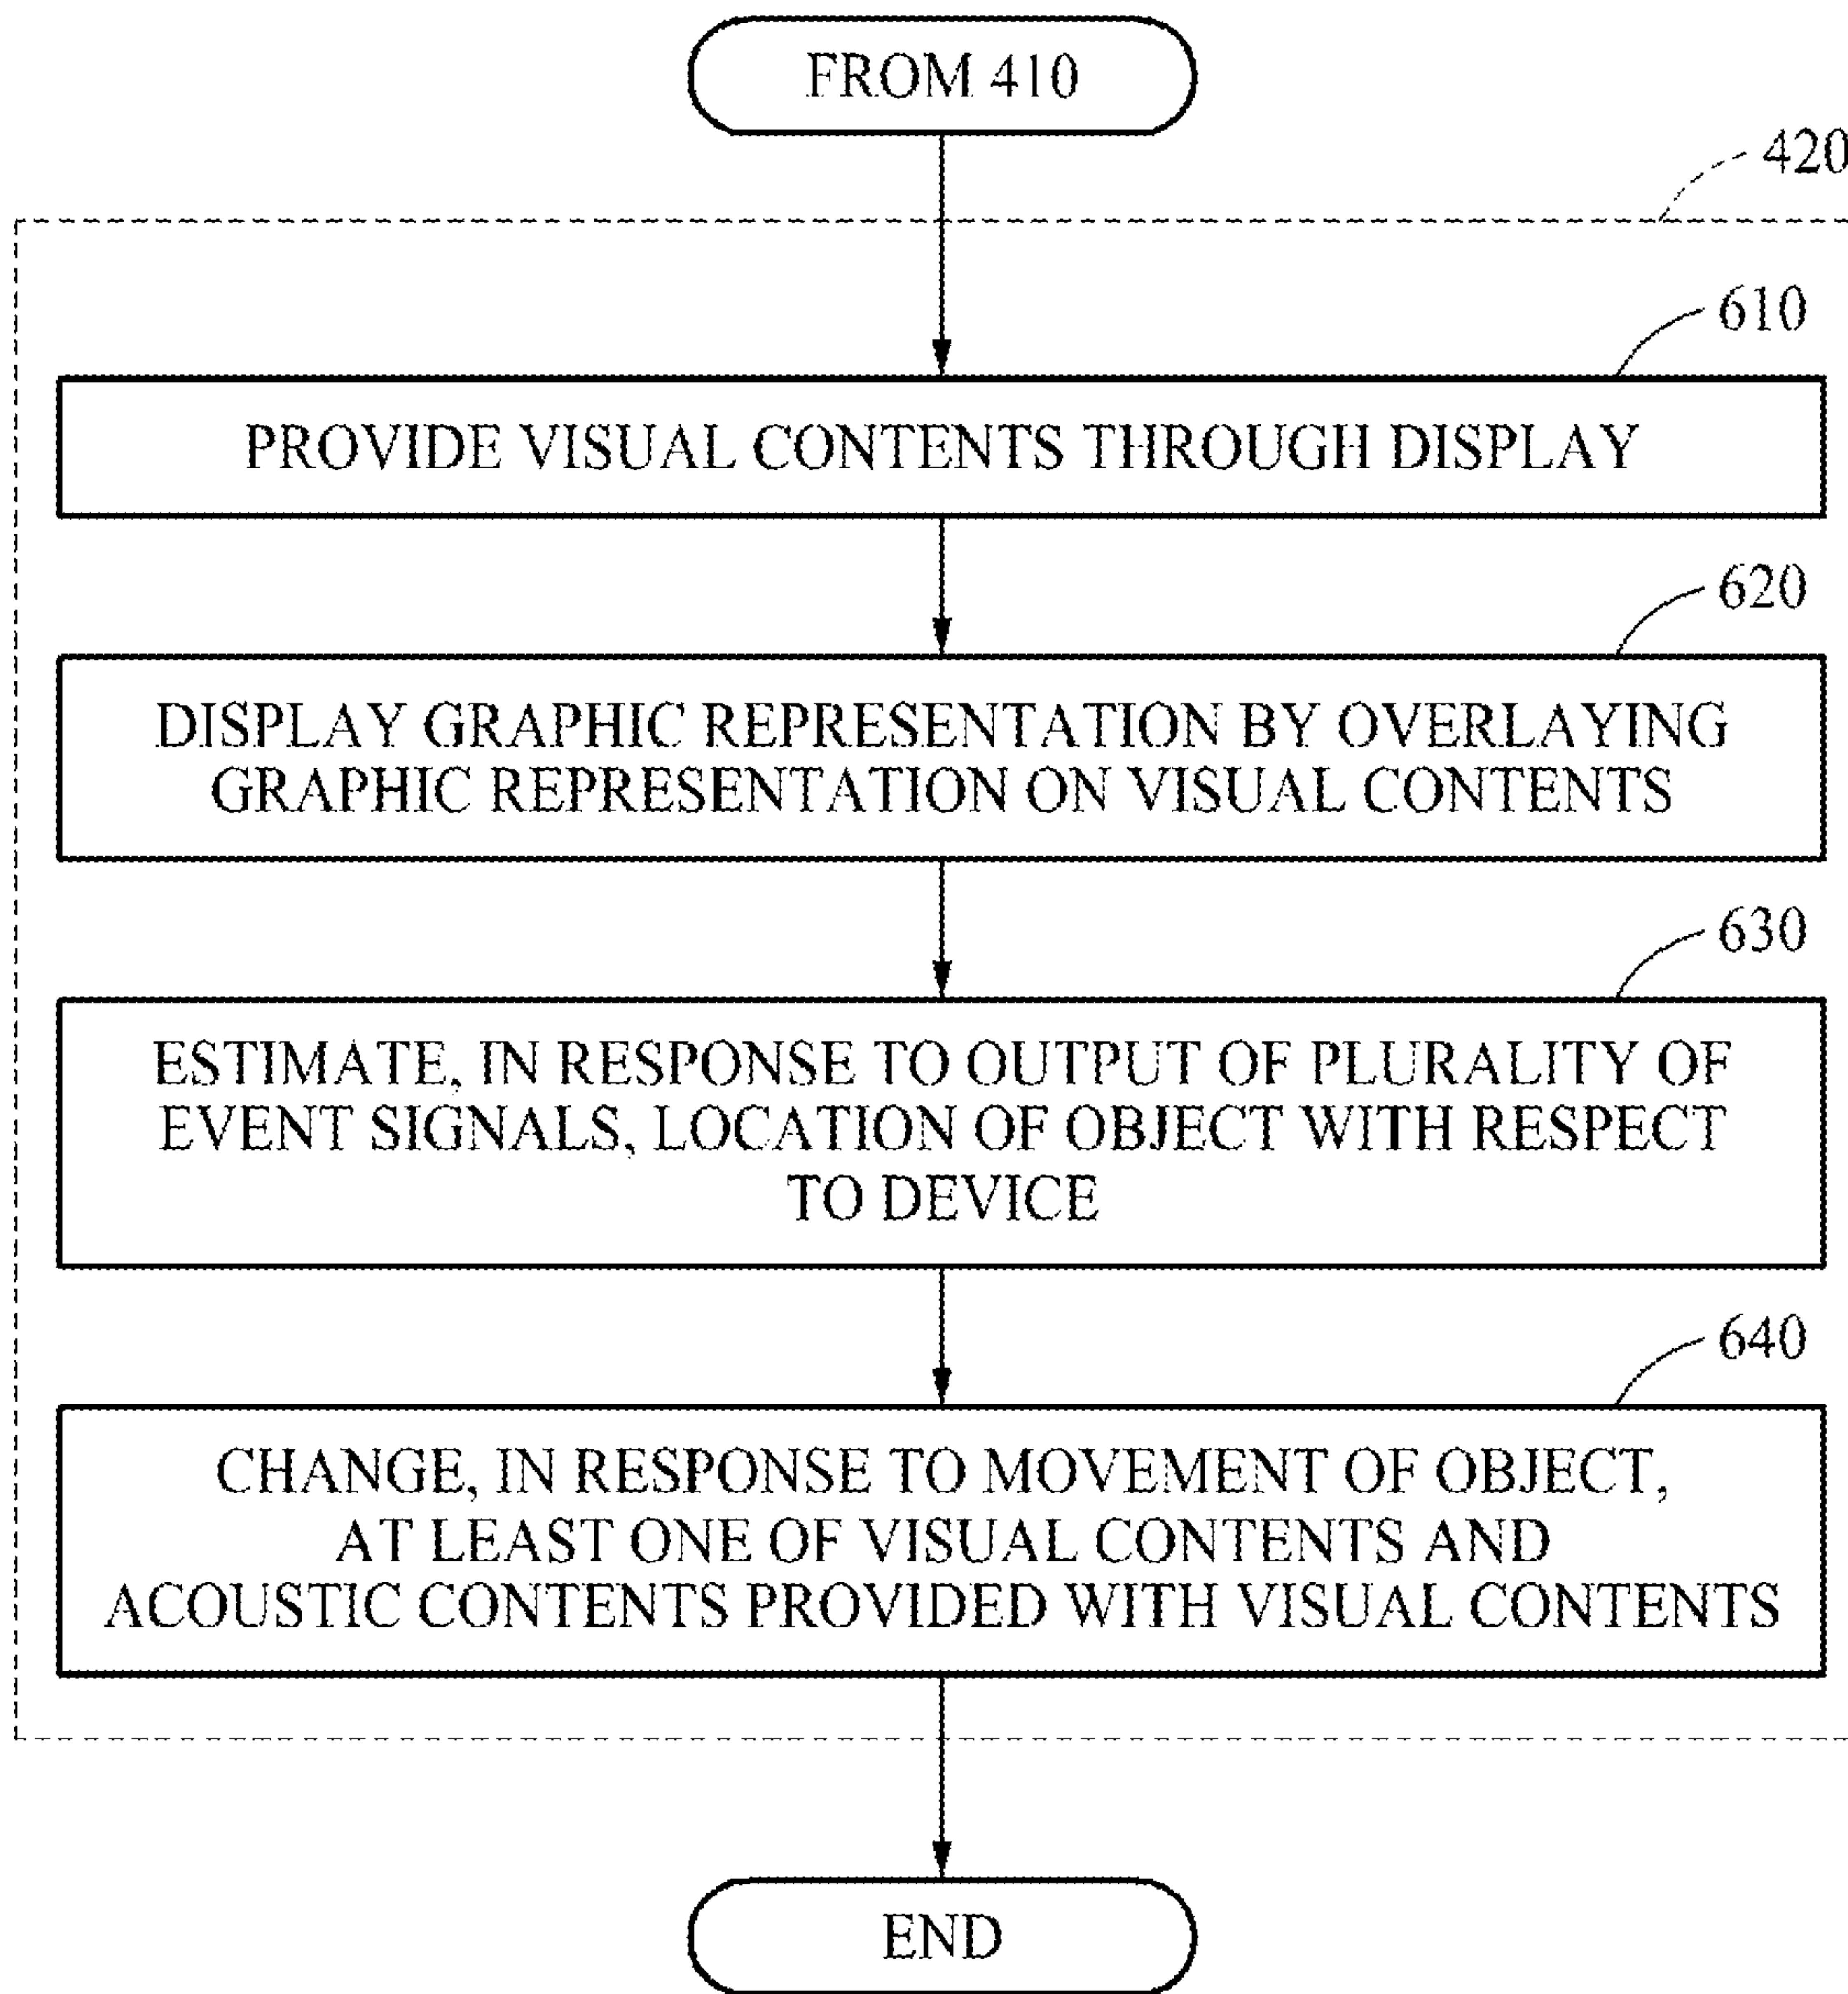 FROM 410
420
610
PROVIDE VISUAL CONTENTS THROUGH DISPLAY
620
DISPLAY GRAPHIC REPRESENTATION BY OVERLAYING
GRAPHIC REPRESENTATION ON VISUAL CONTENTS
630
ESTIMATE, IN RESPONSE TO OUTPUT OF PLURALITY OF
EVENT SIGNALS, LOCATION OF OBJECT WITH RESPECT
TO DEVICE
640
CHANGE, IN RESPONSE TO MOVEMENT OF OBJECT,
AT LEAST ONE OF VISUAL CONTENTS AND
ACOUSTIC CONTENTS PROVIDED WITH VISUAL CONTENTS
END